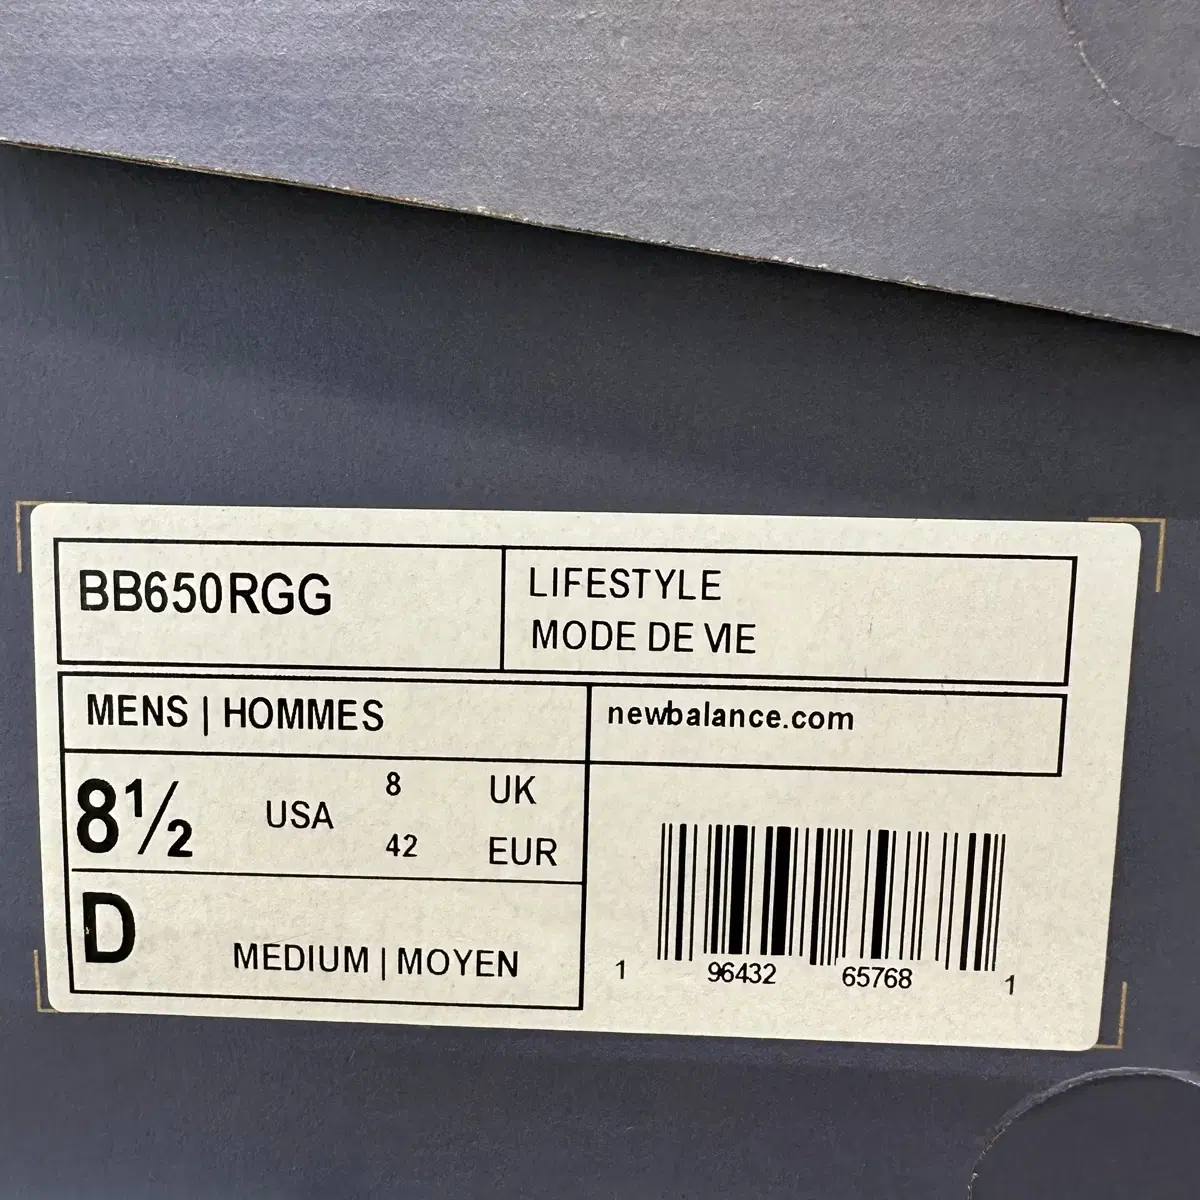 BB650RGG
LIFESTYLE
MODE DE VIE
MENS | HOMMES
newbalance.com
8½ USA 8 UK
42 EUR
D MEDIUM | MOYEN
1 96432 65768 1